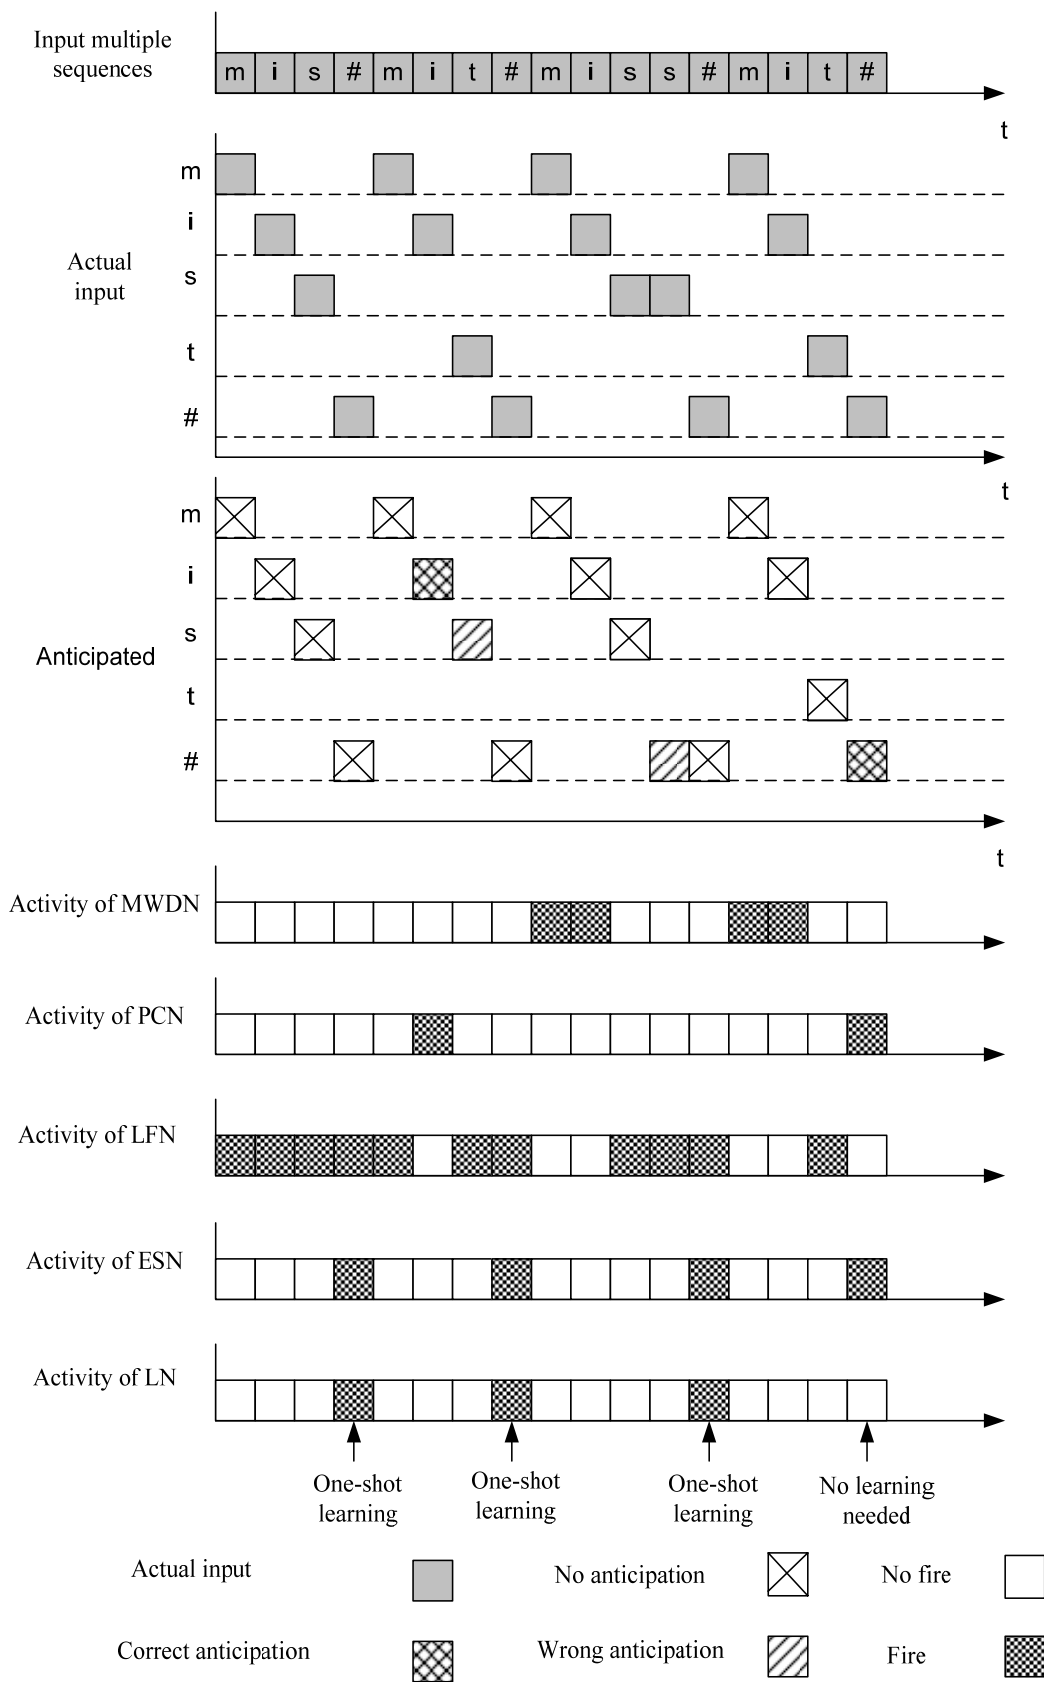 Input multiple
sequences
m i s # m i t # m i s s # m i t #
t
m
i
Actual
input
s
t
#
t
m
i
s
Anticipated
t
#
t
Activity of MWDN
Activity of PCN
Activity of LFN
Activity of ESN
Activity of LN
One-shot
learning
One-shot
learning
One-shot
learning
No learning
needed
Actual input
No anticipation
No fire
Correct anticipation
Wrong anticipation
Fire